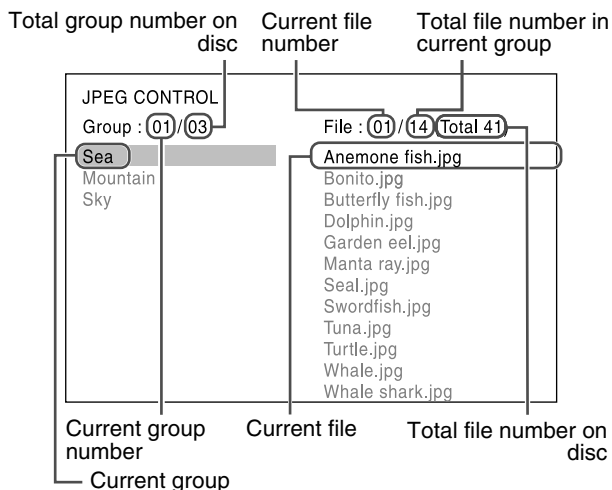 Total group number on disc
Current file number
Total file number in current group
JPEG CONTROL
Group : 01/03
File : 01/14 (Total 41)
Sea
Mountain
Sky
Anemone fish.jpg
Bonito.jpg
Butterfly fish.jpg
Dolphin.jpg
Garden eel.jpg
Manta ray.jpg
Seal.jpg
Swordfish.jpg
Tuna.jpg
Turtle.jpg
Whale.jpg
Whale shark.jpg
Current group number
Current file
Total file number on disc
Current group